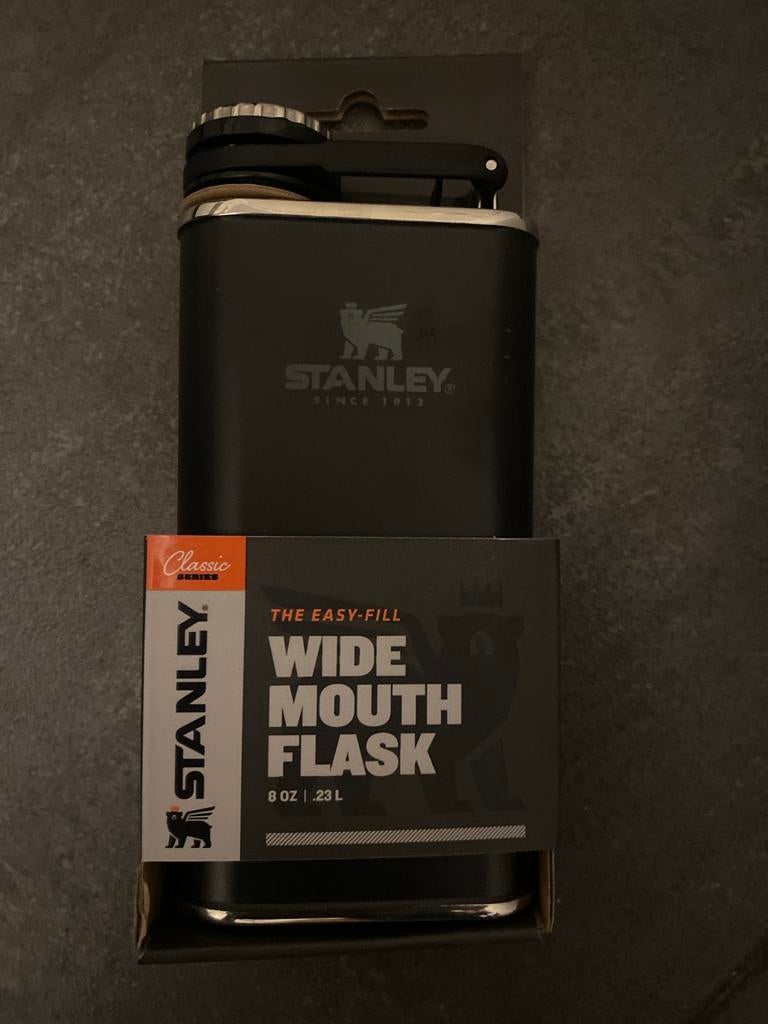 STANLEY®
SINCE 1913
Classic
SERIES
STANLEY®
THE EASY-FILL
WIDE
MOUTH
FLASK
8 OZ | .23 L